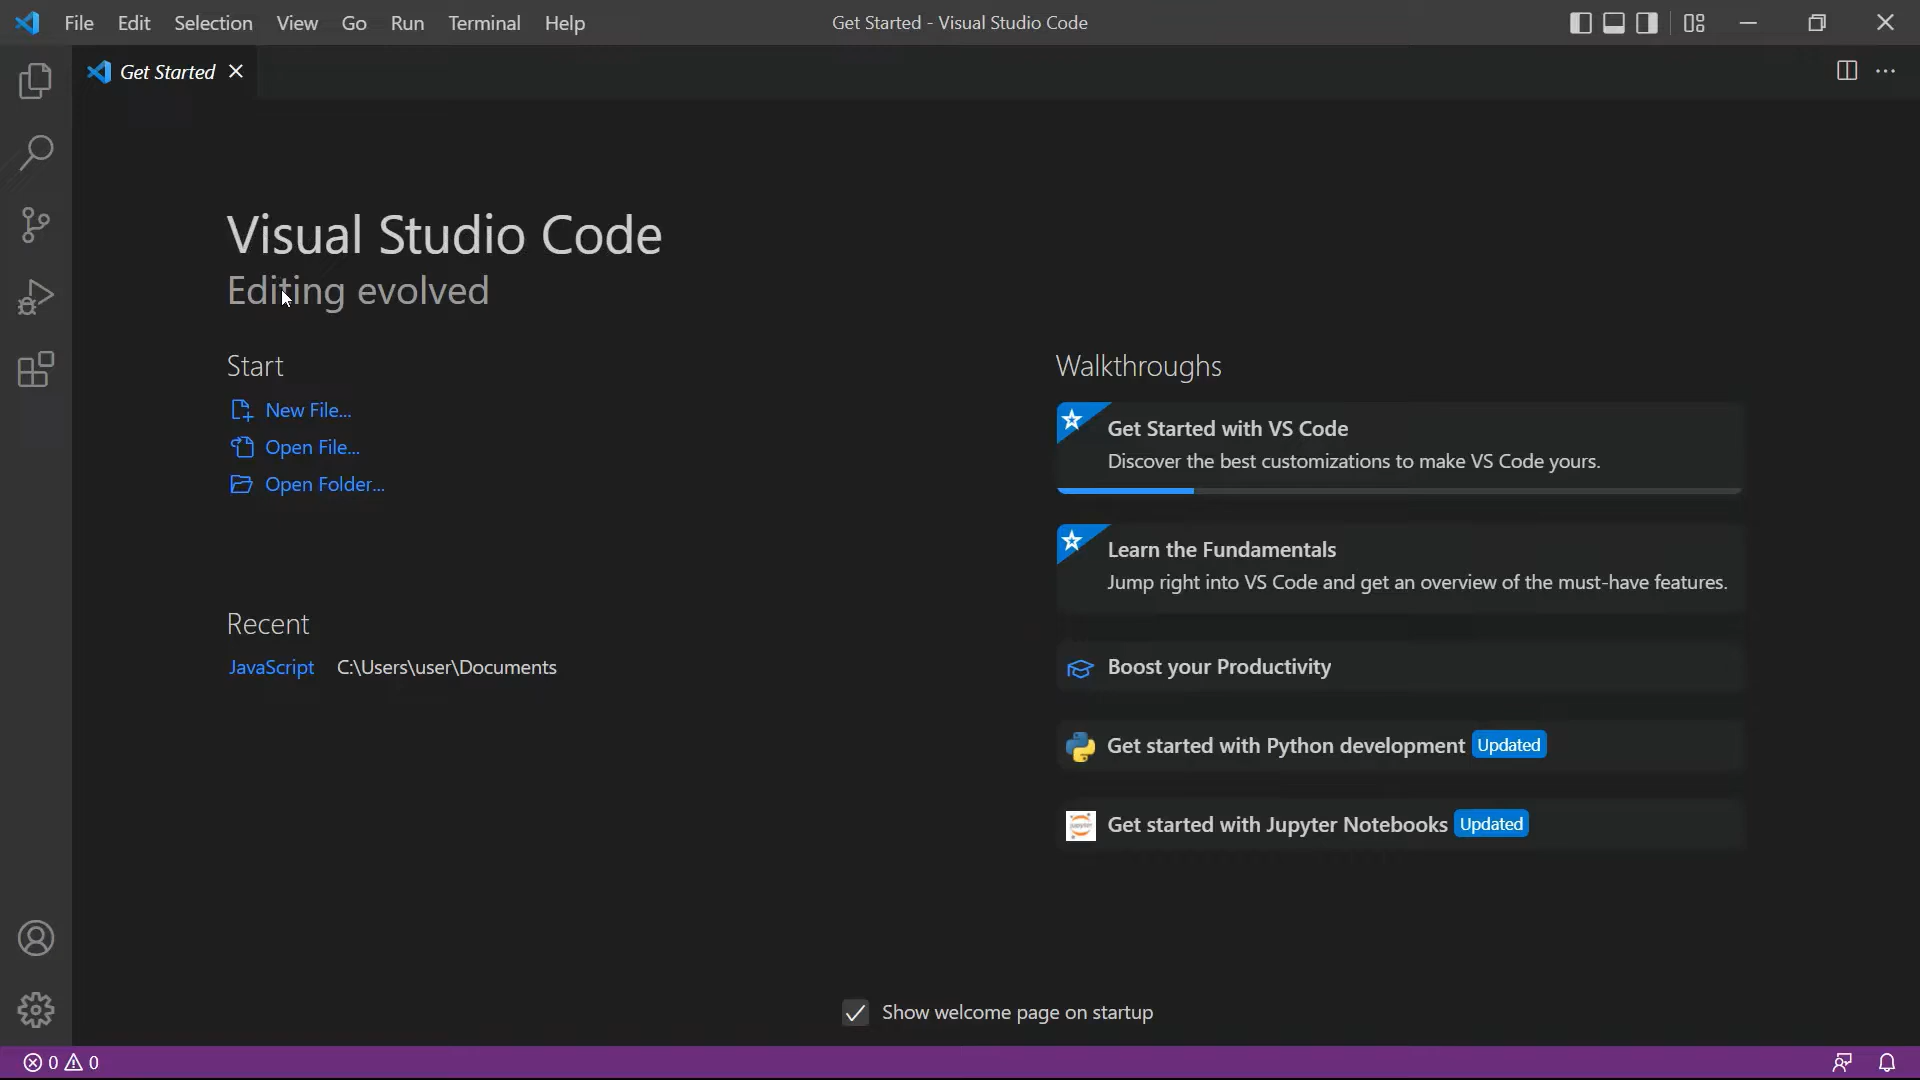 File Edit Selection View Go Run Terminal Help Get Started - Visual Studio Code
Get Started
Visual Studio Code
Editing evolved
Start
New File...
Open File...
Open Folder...
Recent
JavaScript C:\Users\user\Documents
Walkthroughs
Get Started with VS Code
Discover the best customizations to make VS Code yours.
Learn the Fundamentals
Jump right into VS Code and get an overview of the must-have features.
Boost your Productivity
Get started with Python development Updated
Get started with Jupyter Notebooks Updated
Show welcome page on startup
0 0